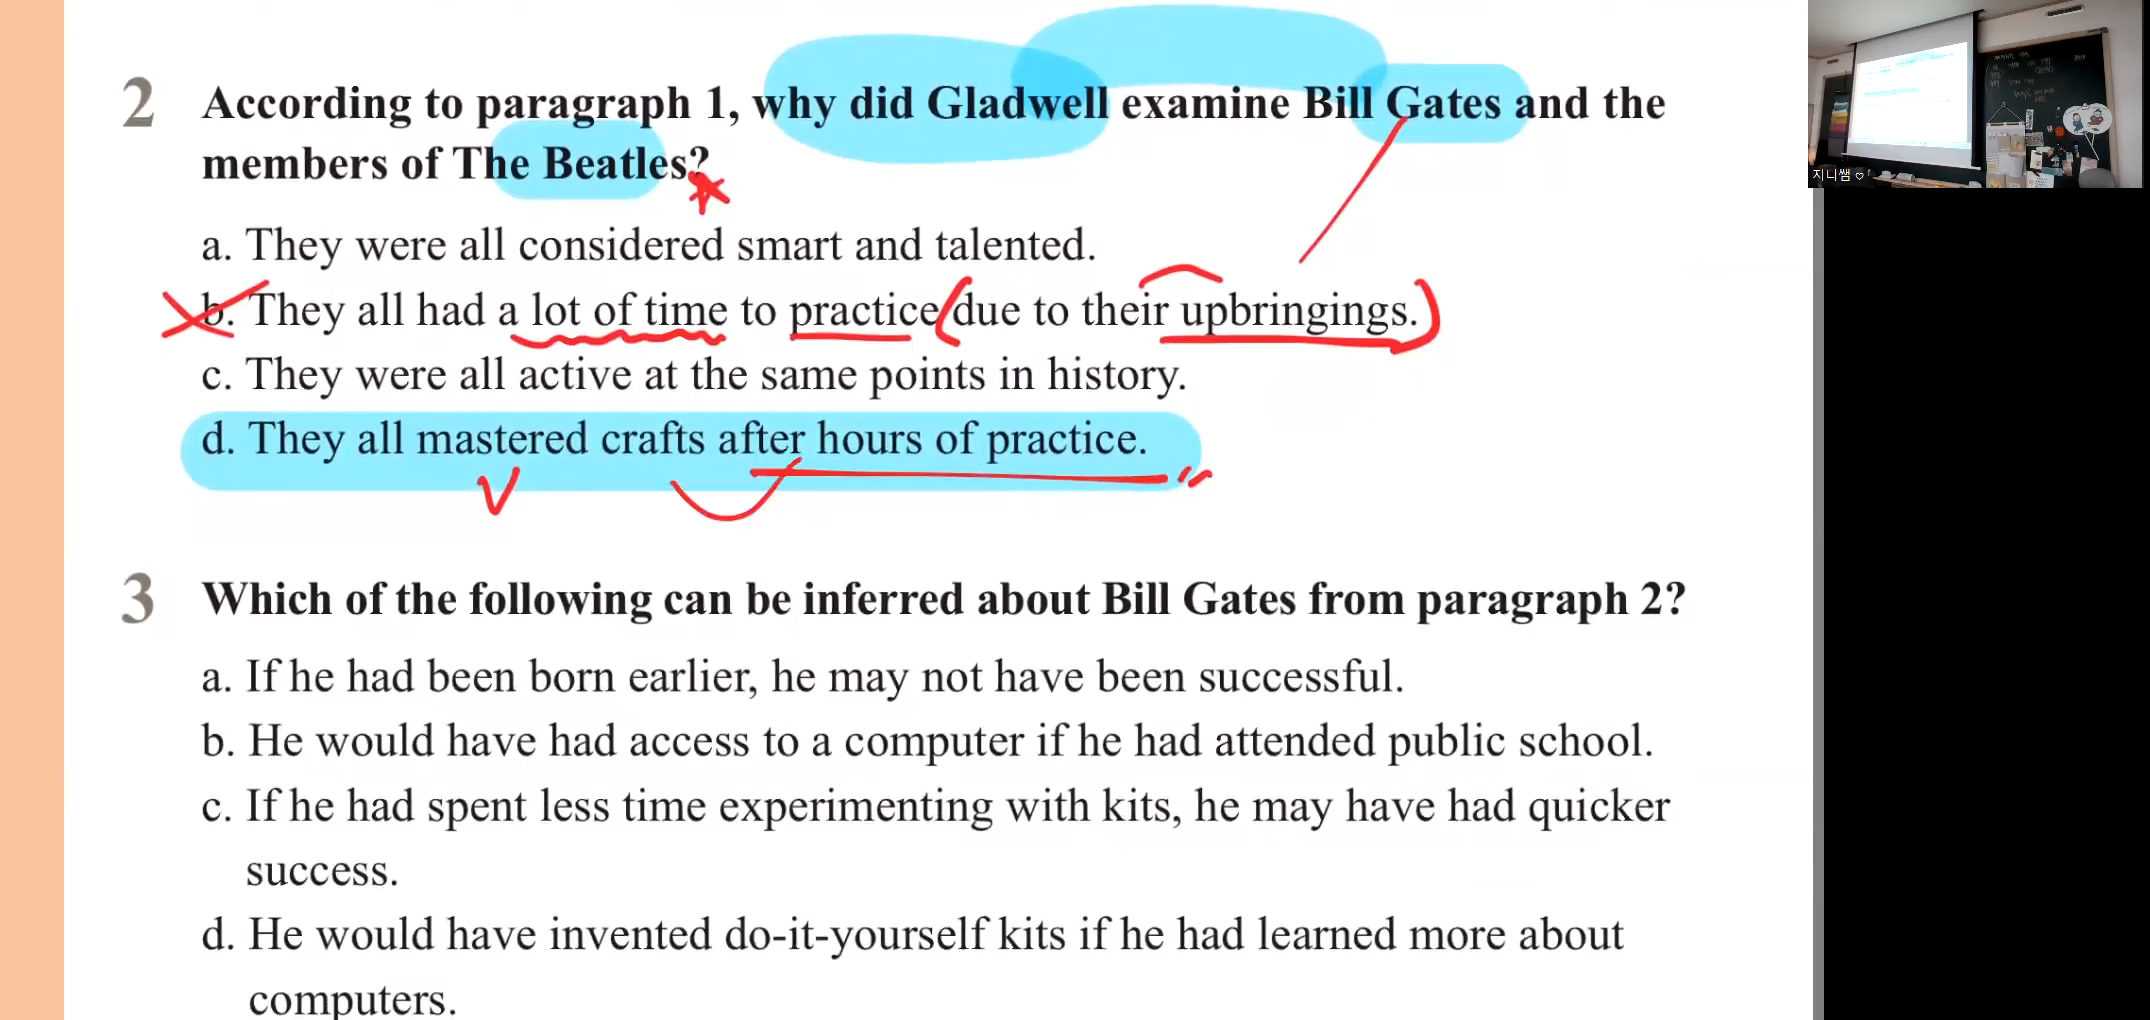 2 According to paragraph 1, why did Gladwell examine Bill Gates and the
members of The Beatles?
a. They were all considered smart and talented.
b. They all had a lot of time to practice due to their upbringings.
c. They were all active at the same points in history.
d. They all mastered crafts after hours of practice.
3 Which of the following can be inferred about Bill Gates from paragraph 2?
a. If he had been born earlier, he may not have been successful.
b. He would have had access to a computer if he had attended public school.
c. If he had spent less time experimenting with kits, he may have had quicker
success.
d. He would have invented do-it-yourself kits if he had learned more about
computers.
지니쌤♡